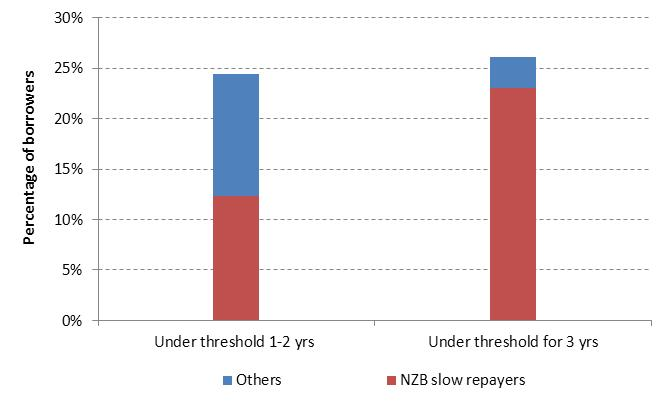 30%
25%
20%
15%
10%
5%
0%
Percentage of borrowers
Under threshold 1-2 yrs
Under threshold for 3 yrs
Others
NZB slow repayers